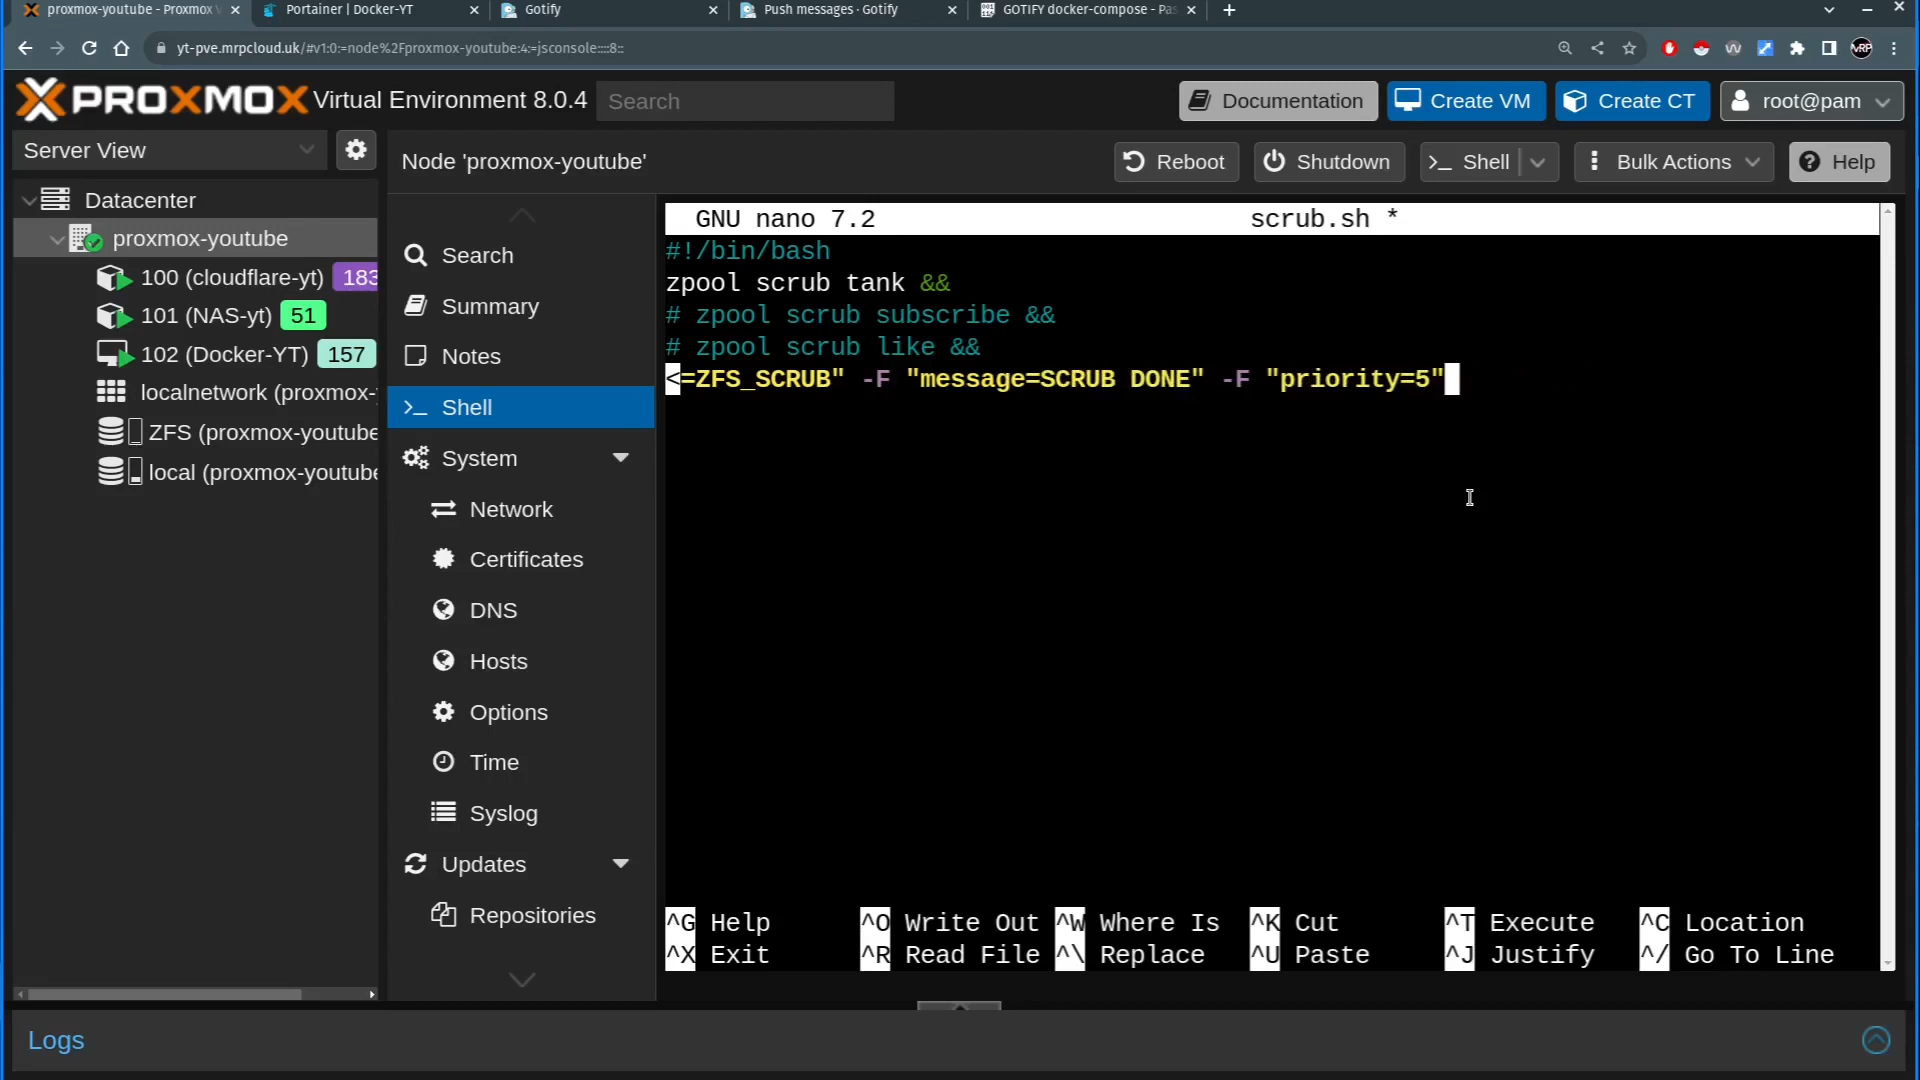 proxmox-youtube - Proxmox
Portainer | Docker-YT
Gotify
Push messages · Gotify
GOTIFY docker-compose - Pas
yt-pve.mrpcloud.uk/#v1:0:=node%2Fproxmox-youtube:4:=jsconsole::::8::
MRP
PROXMOX Virtual Environment 8.0.4
Search
Documentation
Create VM
Create CT
root@pam
Server View
Node 'proxmox-youtube'
Reboot
Shutdown
Shell
Bulk Actions
Help
Datacenter
proxmox-youtube
100 (cloudflare-yt) 183
101 (NAS-yt) 51
102 (Docker-YT) 157
localnetwork (proxmox-
ZFS (proxmox-youtube
local (proxmox-youtube
Search
Summary
Notes
Shell
System
Network
Certificates
DNS
Hosts
Options
Time
Syslog
Updates
Repositories
GNU nano 7.2 scrub.sh *
#!/bin/bash
zpool scrub tank &&
# zpool scrub subscribe &&
# zpool scrub like &&
<=ZFS_SCRUB" -F "message=SCRUB DONE" -F "priority=5"
^G Help ^O Write Out ^W Where Is ^K Cut ^T Execute ^C Location
^X Exit ^R Read File ^\ Replace ^U Paste ^J Justify ^/ Go To Line
Logs